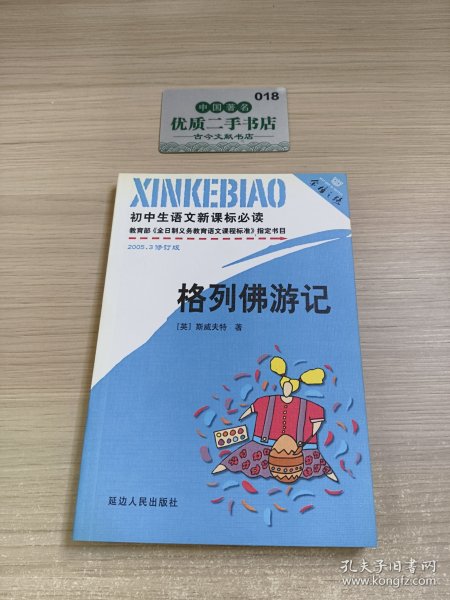 018
中国著名
优质二手书店
古今文献书店
XINKEBIAO
初中生语文新课标必读
教育部《全日制义务教育语文课程标准》指定书目
2005.3修订版
格列佛游记
[英] 斯威夫特 著
延边人民出版社
孔夫子旧书网
www.kongfz.com